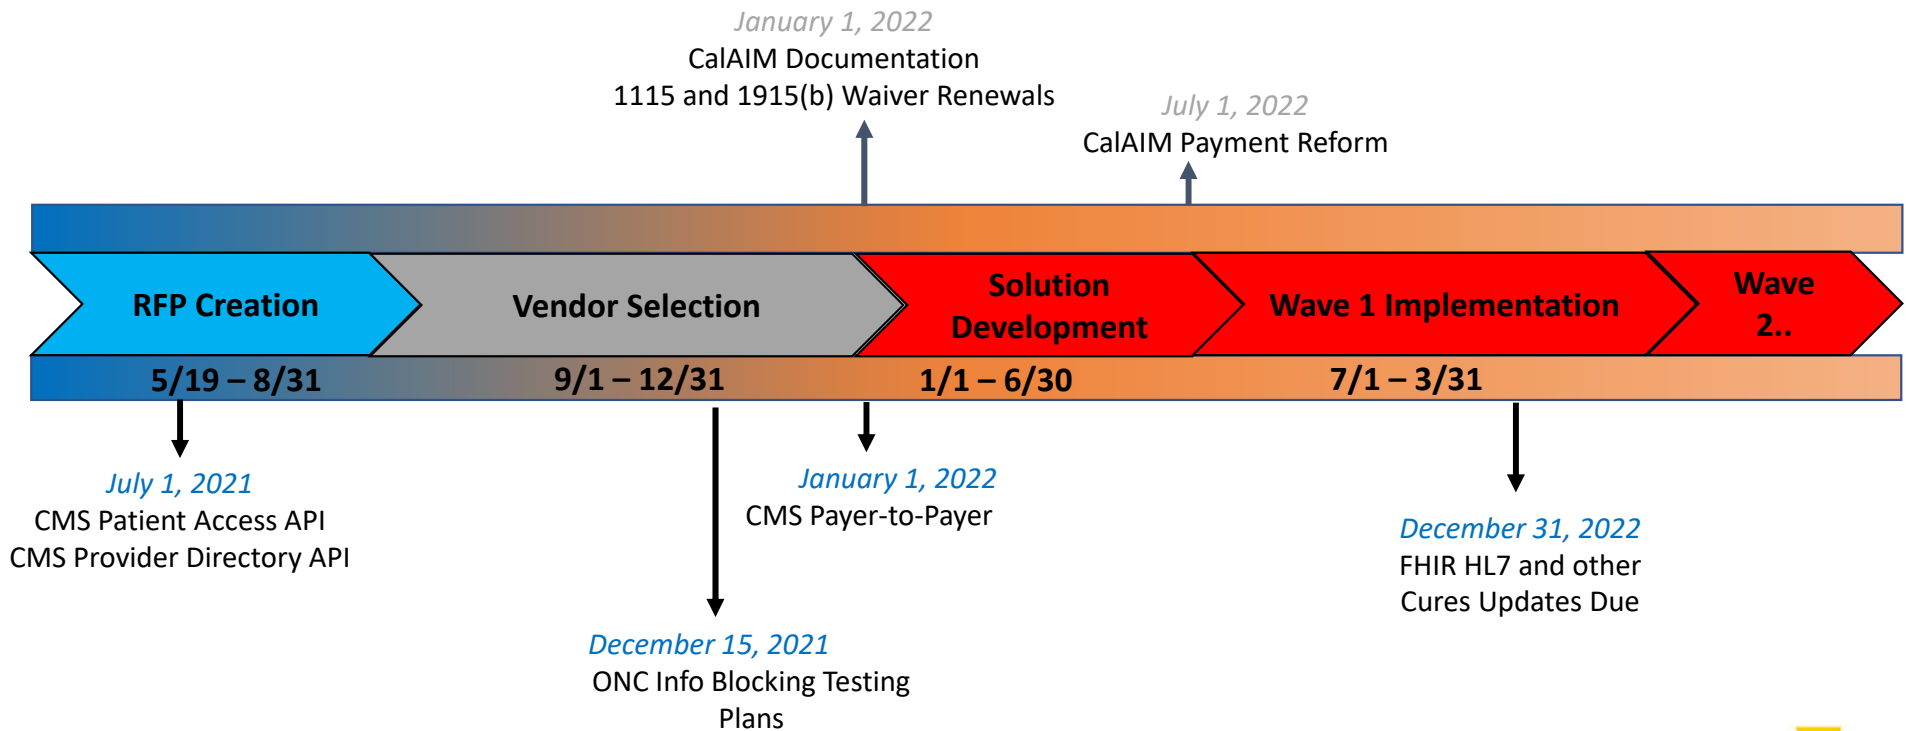 January 1, 2022
CalAIM Documentation
1115 and 1915(b) Waiver Renewals
July 1, 2022
CalAIM Payment Reform
RFP Creation
Vendor Selection
Solution
Development
Wave 1 Implementation
Wave
2..
5/19 – 8/31
9/1 – 12/31
1/1 – 6/30
7/1 – 3/31
July 1, 2021
CMS Patient Access API
CMS Provider Directory API
December 15, 2021
ONC Info Blocking Testing
Plans
January 1, 2022
CMS Payer-to-Payer
December 31, 2022
FHIR HL7 and other
Cures Updates Due